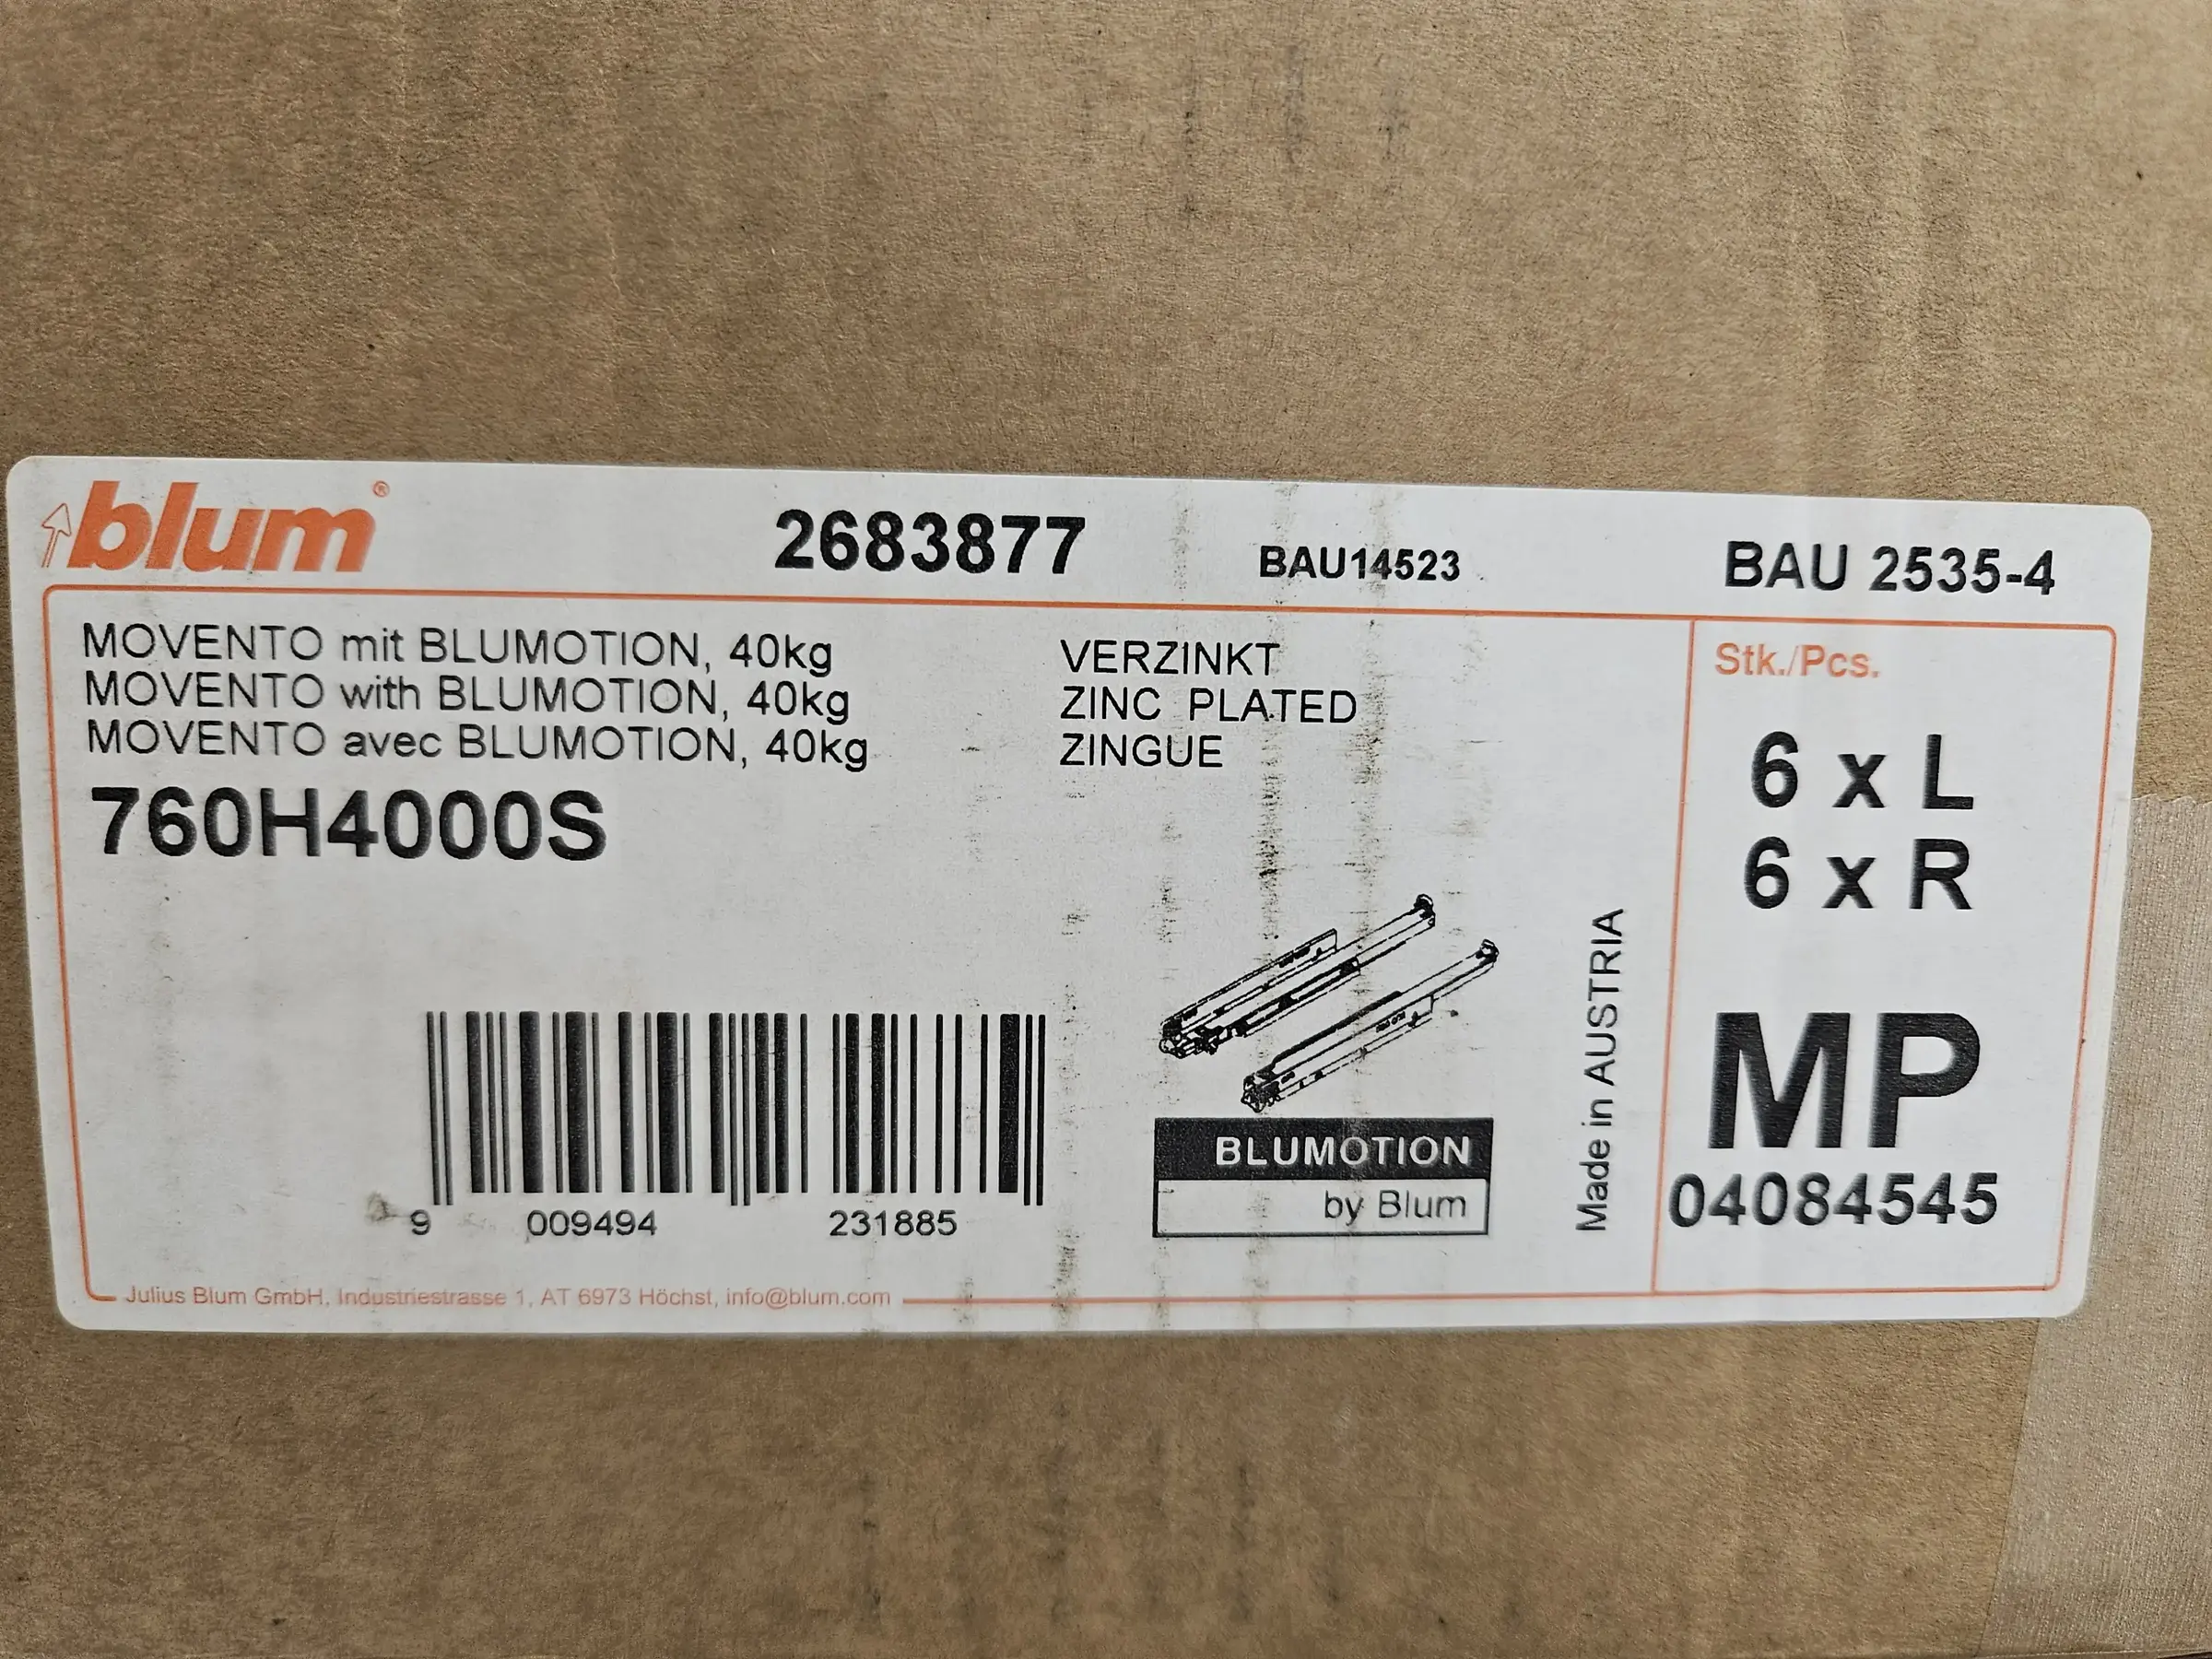 blum®
2683877
BAU14523
BAU 2535-4
MOVENTO mit BLUMOTION, 40kg
MOVENTO with BLUMOTION, 40kg
MOVENTO avec BLUMOTION, 40kg
760H4000S
VERZINKT
ZINC PLATED
ZINGUE
Stk./Pcs.
6 x L
6 x R
MP
04084545
Made in AUSTRIA
BLUMOTION
by Blum
9 009494 231885
Julius Blum GmbH, Industriestrasse 1, AT 6973 Höchst, info@blum.com